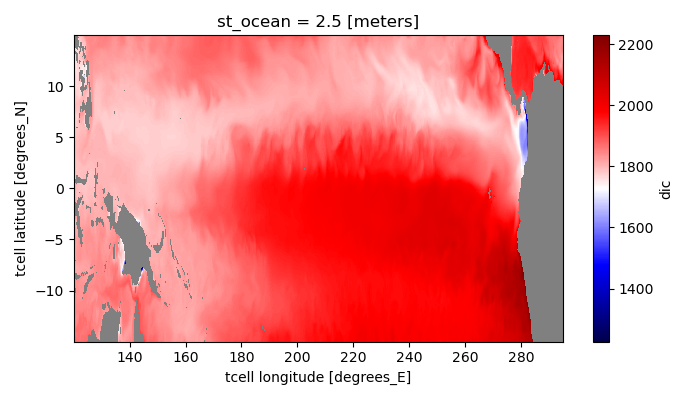 st_ocean = 2.5 [meters]
10
5
0
−5
−10
tcell latitude [degrees_N]
140 160 180 200 220 240 260 280
tcell longitude [degrees_E]
2200
2000
1800
1600
1400
dic